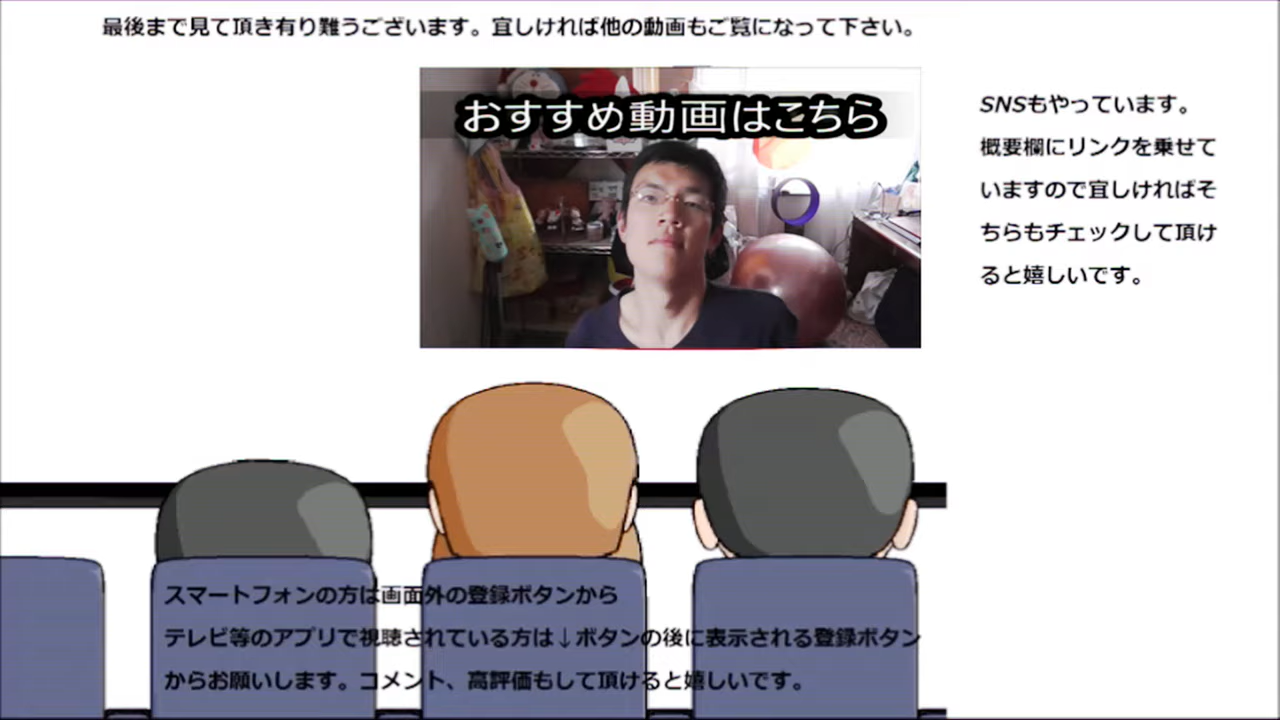 最後まで見て頂き有り難うございます。宜しければ他の動画もご覧になって下さい。
おすすめ動画はこちら
SNSもやっています。
概要欄にリンクを乗せて
いますので宜しければそ
ちらもチェックして頂け
ると嬉しいです。
スマートフォンの方は画面外の登録ボタンから
テレビ等のアプリで視聴されている方は↓ボタンの後に表示される登録ボタン
からお願いします。コメント、高評価もして頂けると嬉しいです。